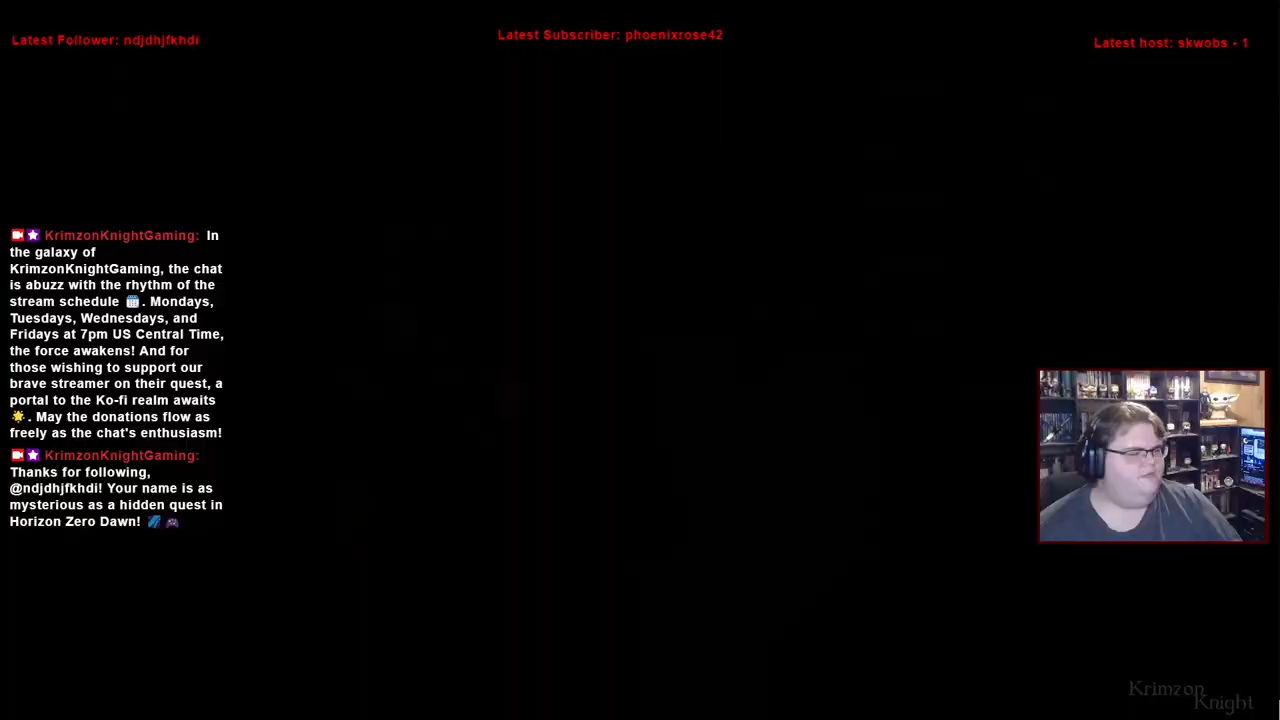 Latest Follower: ndjdhjfkhdi
Latest Subscriber: phoenixrose42
Latest host: skwobs - 1
KrimzonKnightGaming: In
the galaxy of
KrimzonKnightGaming, the chat
is abuzz with the rhythm of the
stream schedule 🗓️. Mondays,
Tuesdays, Wednesdays, and
Fridays at 7pm US Central Time,
the force awakens! And for
those wishing to support our
brave streamer on their quest, a
portal to the Ko-fi realm awaits
🌟. May the donations flow as
freely as the chat's enthusiasm!
KrimzonKnightGaming:
Thanks for following,
@ndjdhjfkhdi! Your name is as
mysterious as a hidden quest in
Horizon Zero Dawn! 🌌 🎮
Krimzon
Knight